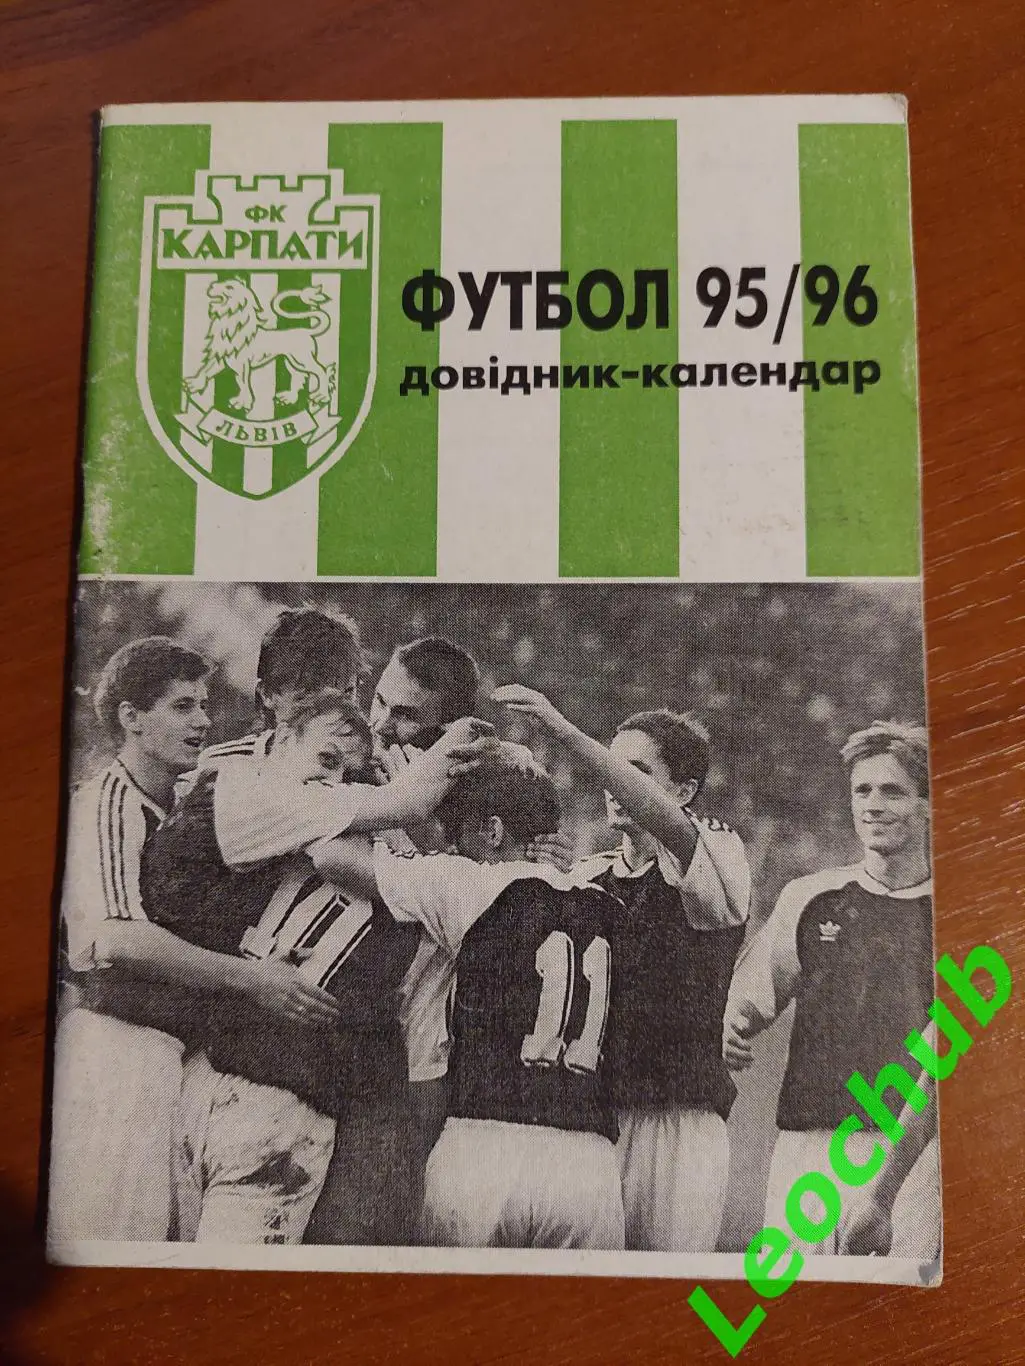 ФК
КАРПАТИ
ЛЬВІВ
ФУТБОЛ 95/96
довідник-календар
11
Leochub